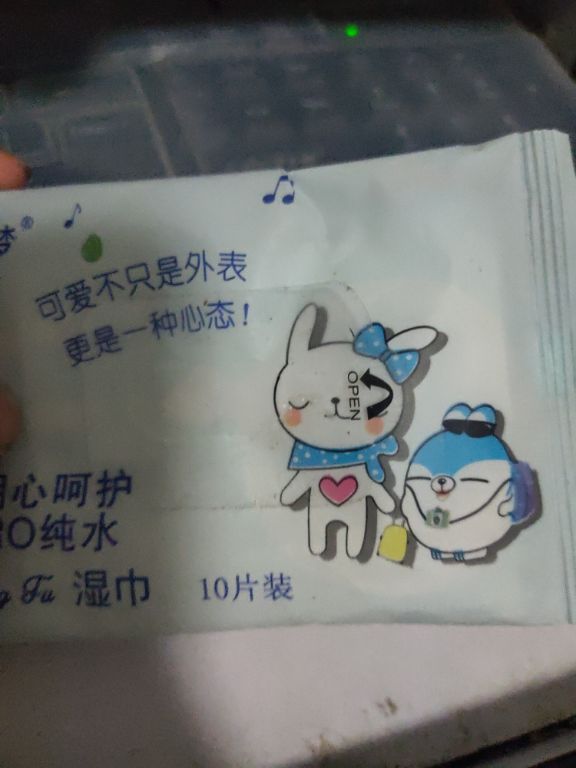 可爱不只是外表
更是一种心态!
OPEN
心呵护
O纯水
湿巾 10片装